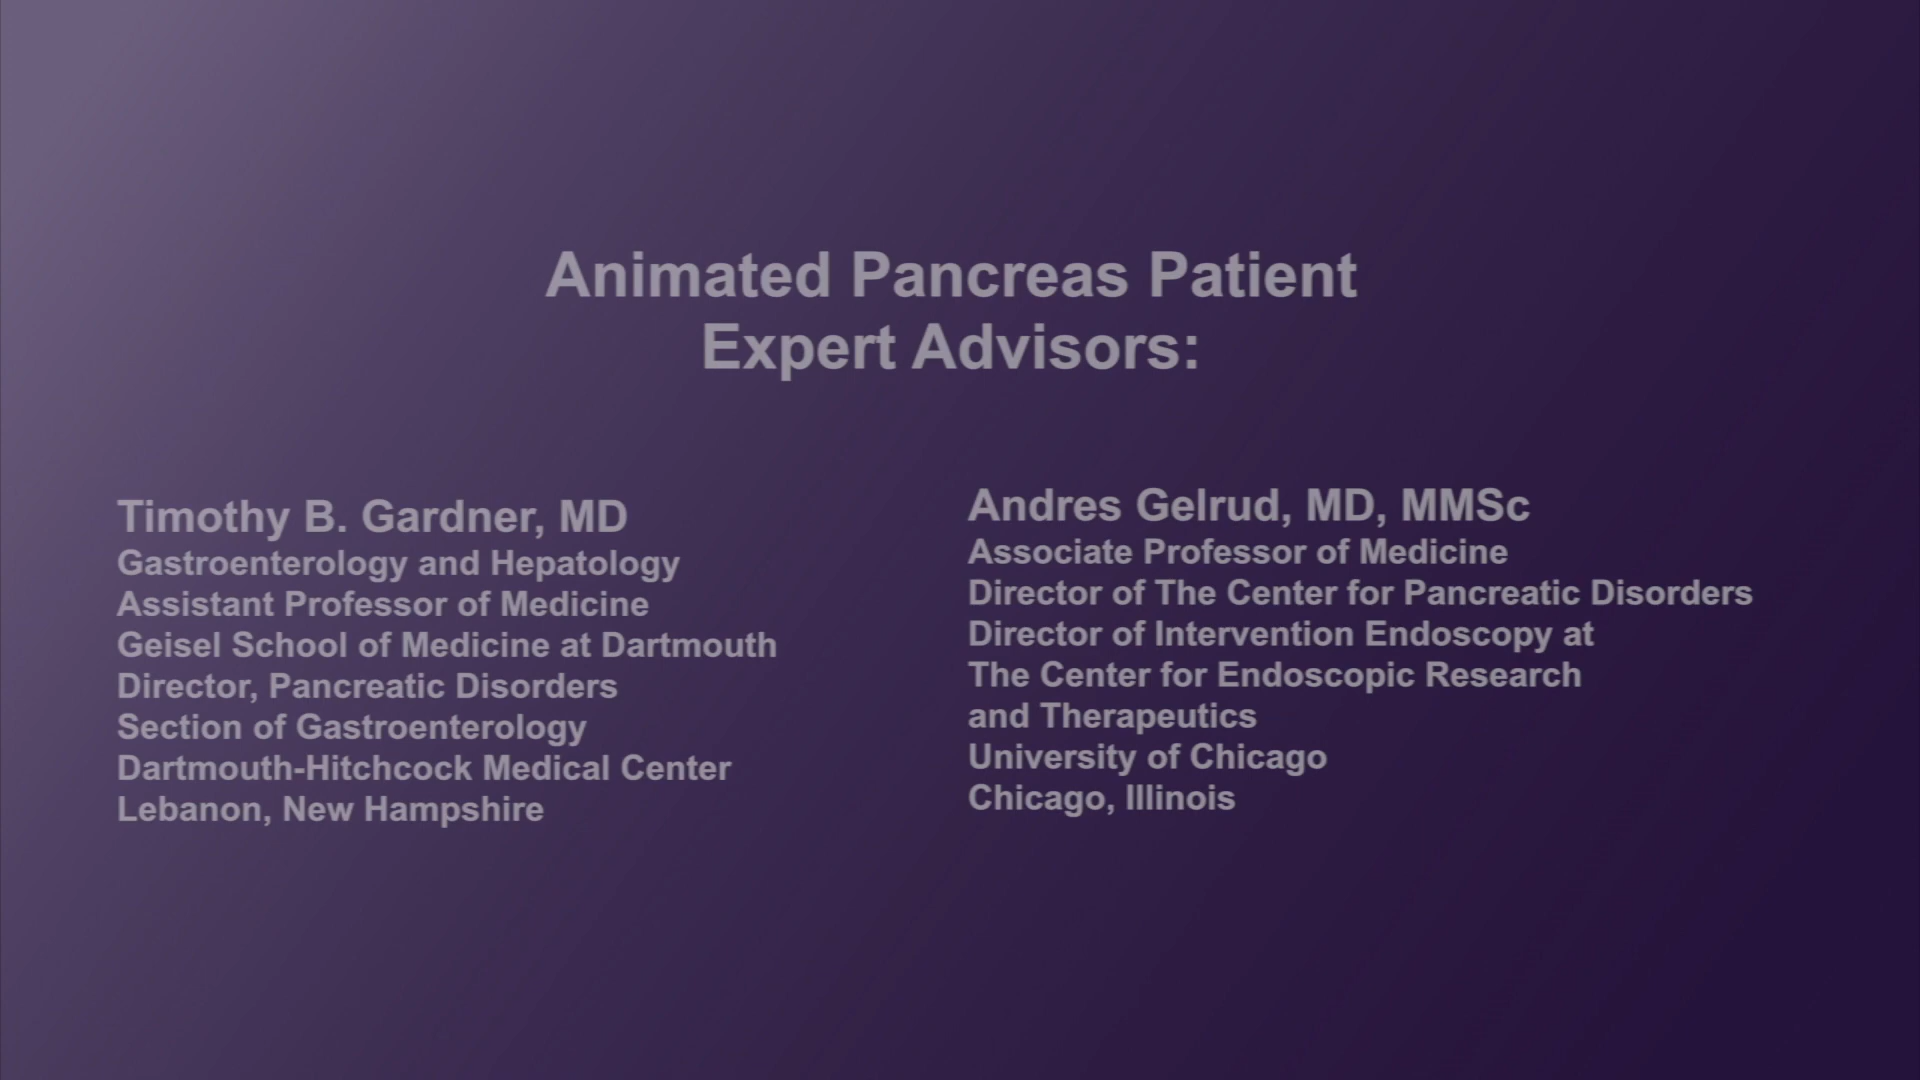 Animated Pancreas Patient
Expert Advisors:
Timothy B. Gardner, MD
Gastroenterology and Hepatology
Assistant Professor of Medicine
Geisel School of Medicine at Dartmouth
Director, Pancreatic Disorders
Section of Gastroenterology
Dartmouth-Hitchcock Medical Center
Lebanon, New Hampshire
Andres Gelrud, MD, MMSc
Associate Professor of Medicine
Director of The Center for Pancreatic Disorders
Director of Intervention Endoscopy at
The Center for Endoscopic Research
and Therapeutics
University of Chicago
Chicago, Illinois